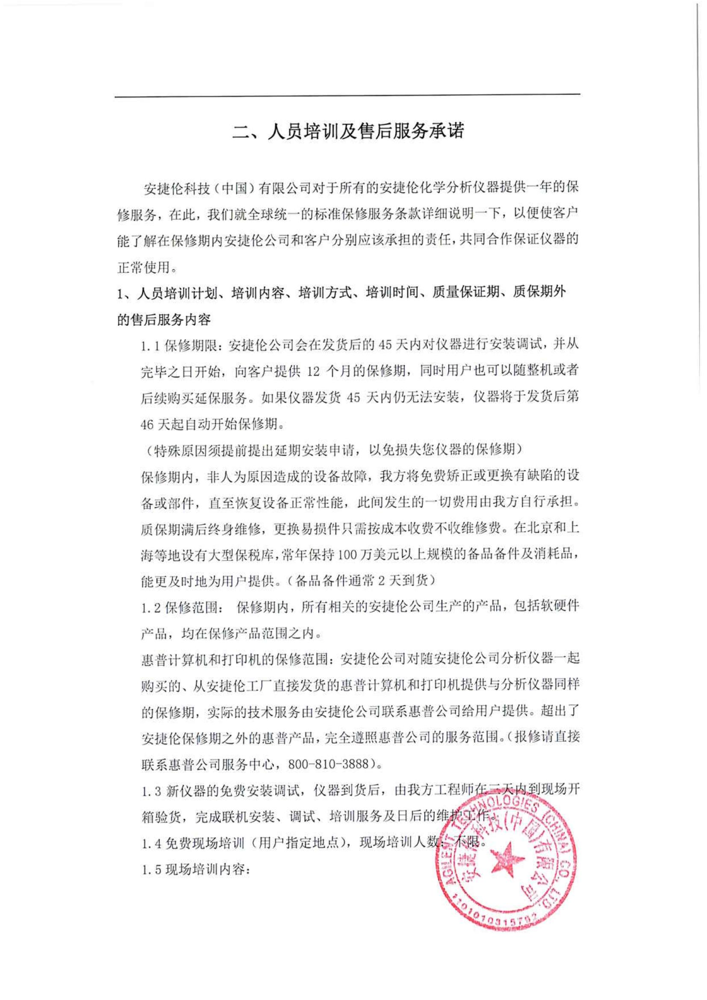 二、人员培训及售后服务承诺
安捷伦科技（中国）有限公司对于所有的安捷伦化学分析仪器提供一年的保
修服务，在此，我们就全球统一的标准保修服务条款详细说明一下，以便使客户
能了解在保修期内安捷伦公司和客户分别应该承担的责任，共同合作保证仪器的
正常使用。
1、人员培训计划、培训内容、培训方式、培训时间、质量保证期、质保期外
的售后服务内容
1.1 保修期限：安捷伦公司会在发货后的 45 天内对仪器进行安装调试，并从
完毕之日开始，向客户提供 12 个月的保修期，同时用户也可以随整机或者
后续购买延保服务。如果仪器发货 45 天内仍无法安装，仪器将于发货后第
46 天起自动开始保修期。
（特殊原因须提前提出延期安装申请，以免损失您仪器的保修期）
保修期内，非人为原因造成的设备故障，我方将免费矫正或更换有缺陷的设
备或部件，直至恢复设备正常性能，此间发生的一切费用由我方自行承担。
质保期满后终身维修，更换易损件只需按成本收费不收维修费。在北京和上
海等地设有大型保税库，常年保持 100 万美元以上规模的备品备件及消耗品，
能更及时地为用户提供。（备品备件通常 2 天到货）
1.2 保修范围： 保修期内，所有相关的安捷伦公司生产的产品，包括软硬件
产品，均在保修产品范围之内。
惠普计算机和打印机的保修范围：安捷伦公司对随安捷伦公司分析仪器一起
购买的、从安捷伦工厂直接发货的惠普计算机和打印机提供与分析仪器同样
的保修期，实际的技术服务由安捷伦公司联系惠普公司给用户提供。超出了
安捷伦保修期之外的惠普产品，完全遵照惠普公司的服务范围。（报修请直接
联系惠普公司服务中心，800-810-3888）。
1.3 新仪器的免费安装调试，仪器到货后，由我方工程师在三天内到现场开
箱验货，完成联机安装、调试、培训服务及日后的维护工作。
1.4 免费现场培训（用户指定地点），现场培训人数：不限。
1.5 现场培训内容：
AGILENT TECHNOLOGIES (CHINA) CO., LTD.
安捷伦科技(中国)有限公司
1101010315792